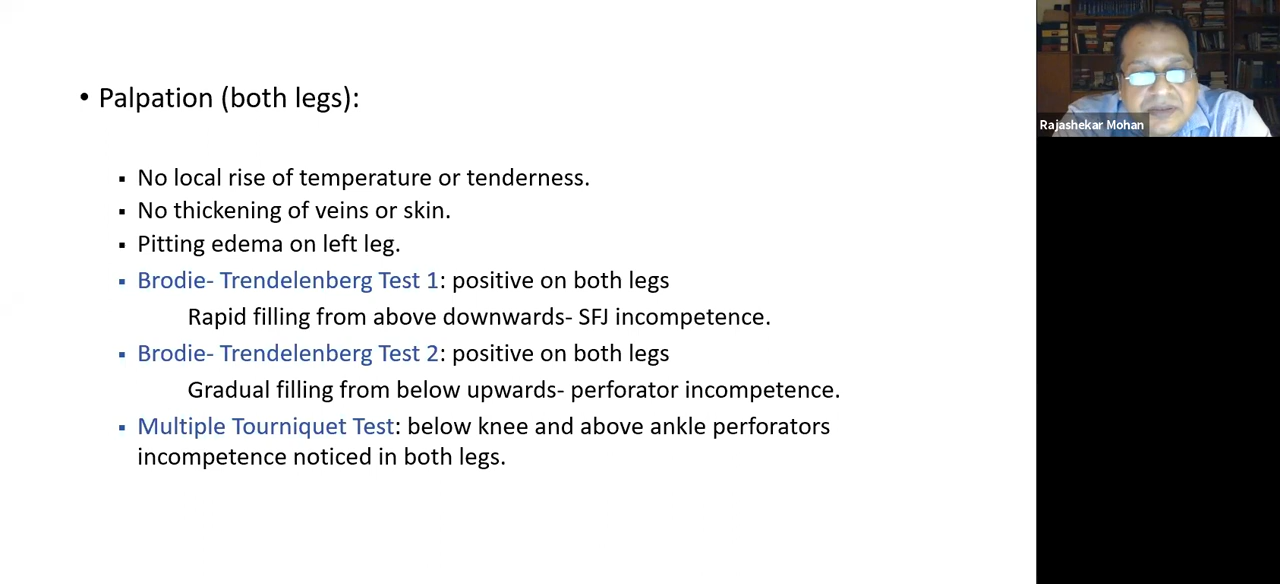 • Palpation (both legs):
▪ No local rise of temperature or tenderness.
▪ No thickening of veins or skin.
▪ Pitting edema on left leg.
▪ Brodie- Trendelenberg Test 1: positive on both legs
Rapid filling from above downwards- SFJ incompetence.
▪ Brodie- Trendelenberg Test 2: positive on both legs
Gradual filling from below upwards- perforator incompetence.
▪ Multiple Tourniquet Test: below knee and above ankle perforators
incompetence noticed in both legs.
Rajashekar Mohan